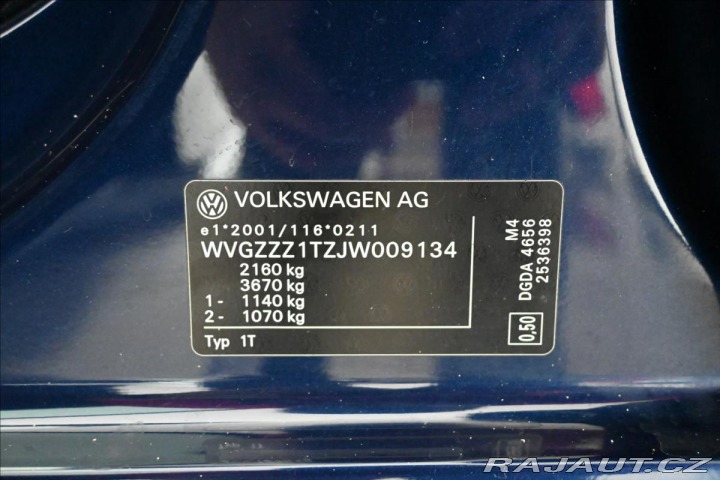 VOLKSWAGEN AG
e1*2001/116*0211
WVGZZZ1TZJW009134
2160 kg
3670 kg
1- 1140 kg
2- 1070 kg
Typ 1T
M4
DGDA 4656
2536398
0,50
RAJAUT.CZ